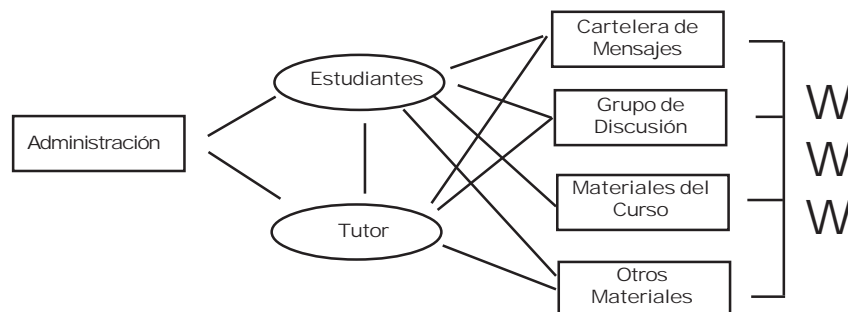 Cartelera de
Mensajes
Estudiantes
Grupo de
Discusión
Administración
Materiales del
Curso
Tutor
Otros
Materiales
W
W
W